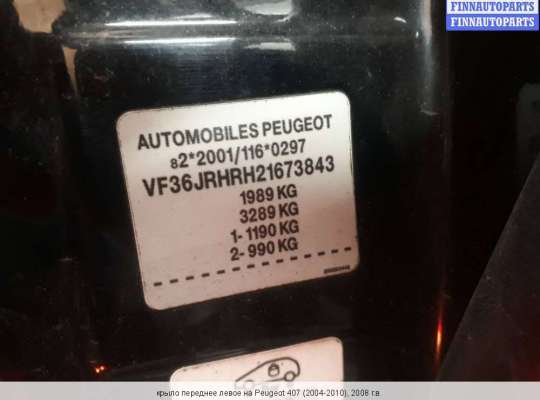 FINNAUTOPARTS
FINNAUTOPARTS
AUTOMOBILES PEUGEOT
e2*2001/116*0297
VF36JRHRH21673843
1989 KG
3289 KG
1- 1190 KG
2- 990 KG
крыло переднее левое на Peugeot 407 (2004-2010), 2008 г.в.